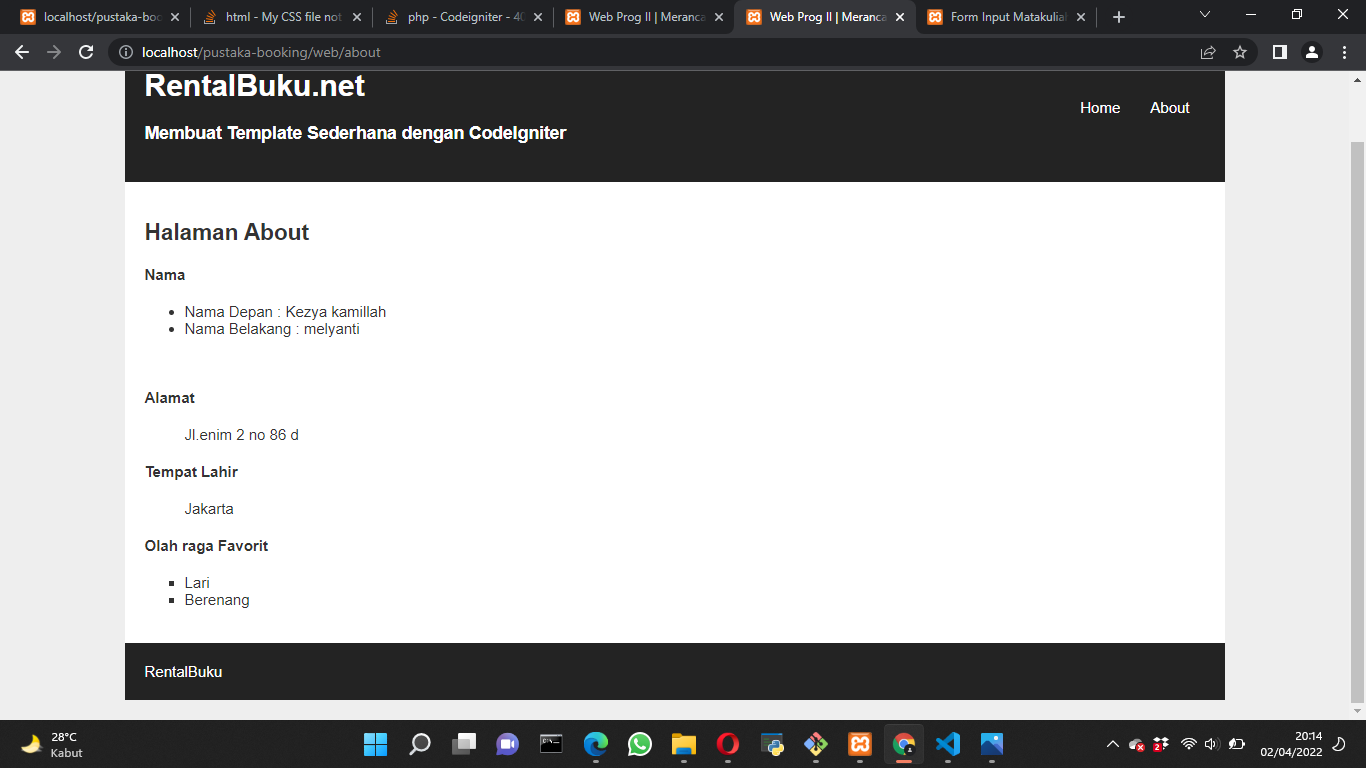 localhost/pustaka-boo
html - My CSS file not
php - Codeigniter - 40
Web Prog II | Meranca
Web Prog II | Meranca
Form Input Matakuliah
localhost/pustaka-booking/web/about
RentalBuku.net
Home
About
Membuat Template Sederhana dengan CodeIgniter
Halaman About
Nama
Nama Depan : Kezya kamillah
Nama Belakang : melyanti
Alamat
Jl.enim 2 no 86 d
Tempat Lahir
Jakarta
Olah raga Favorit
Lari
Berenang
RentalBuku
28°C
Kabut
2
20:14
02/04/2022